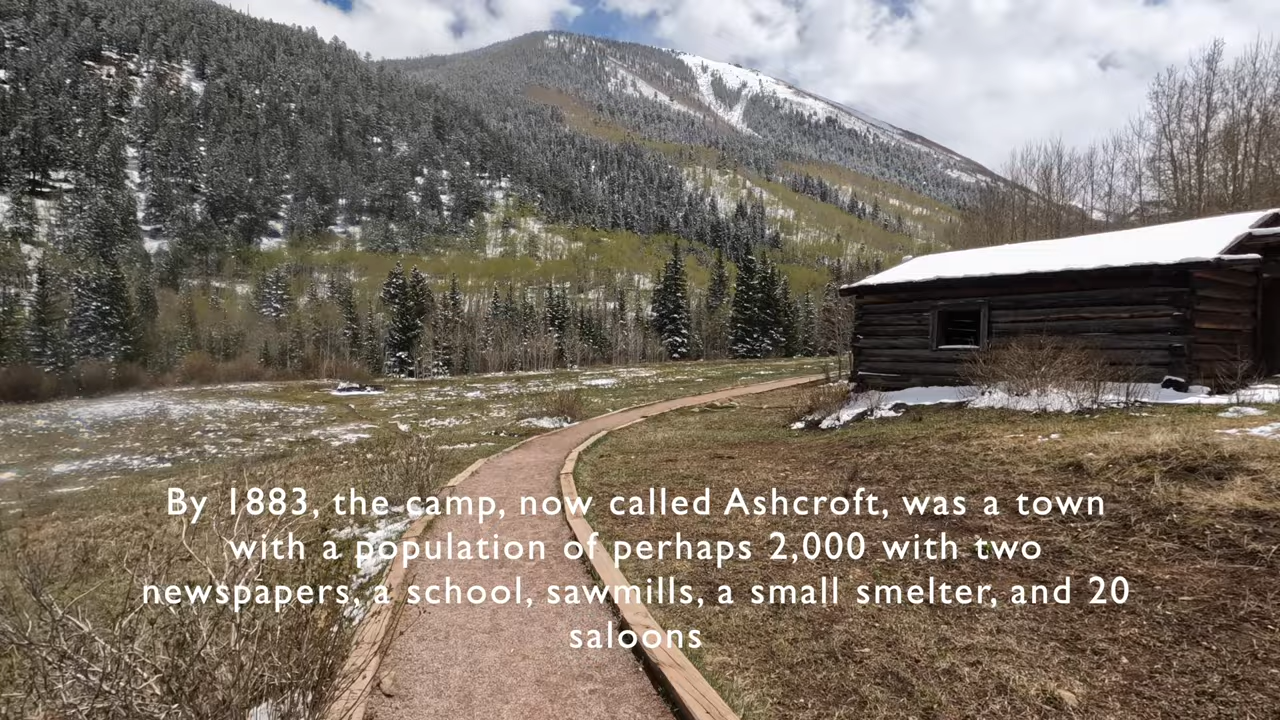 By 1883, the camp, now called Ashcroft, was a town
with a population of perhaps 2,000 with two
newspapers, a school, sawmills, a small smelter, and 20
saloons